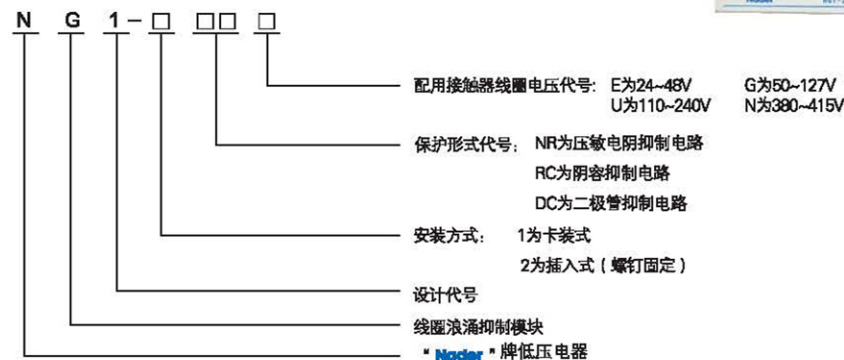 N G 1-□ □□ □
配用接触器线圈电压代号: E为24~48V G为50~127V
U为110~240V N为380~415V
保护形式代号: NR为压敏电阴抑制电路
RC为阴容抑制电路
DC为二极管抑制电路
安装方式: 1为卡装式
2为插入式(螺钉固定)
设计代号
线圈浪涌抑制模块
"Nader"牌低压电器